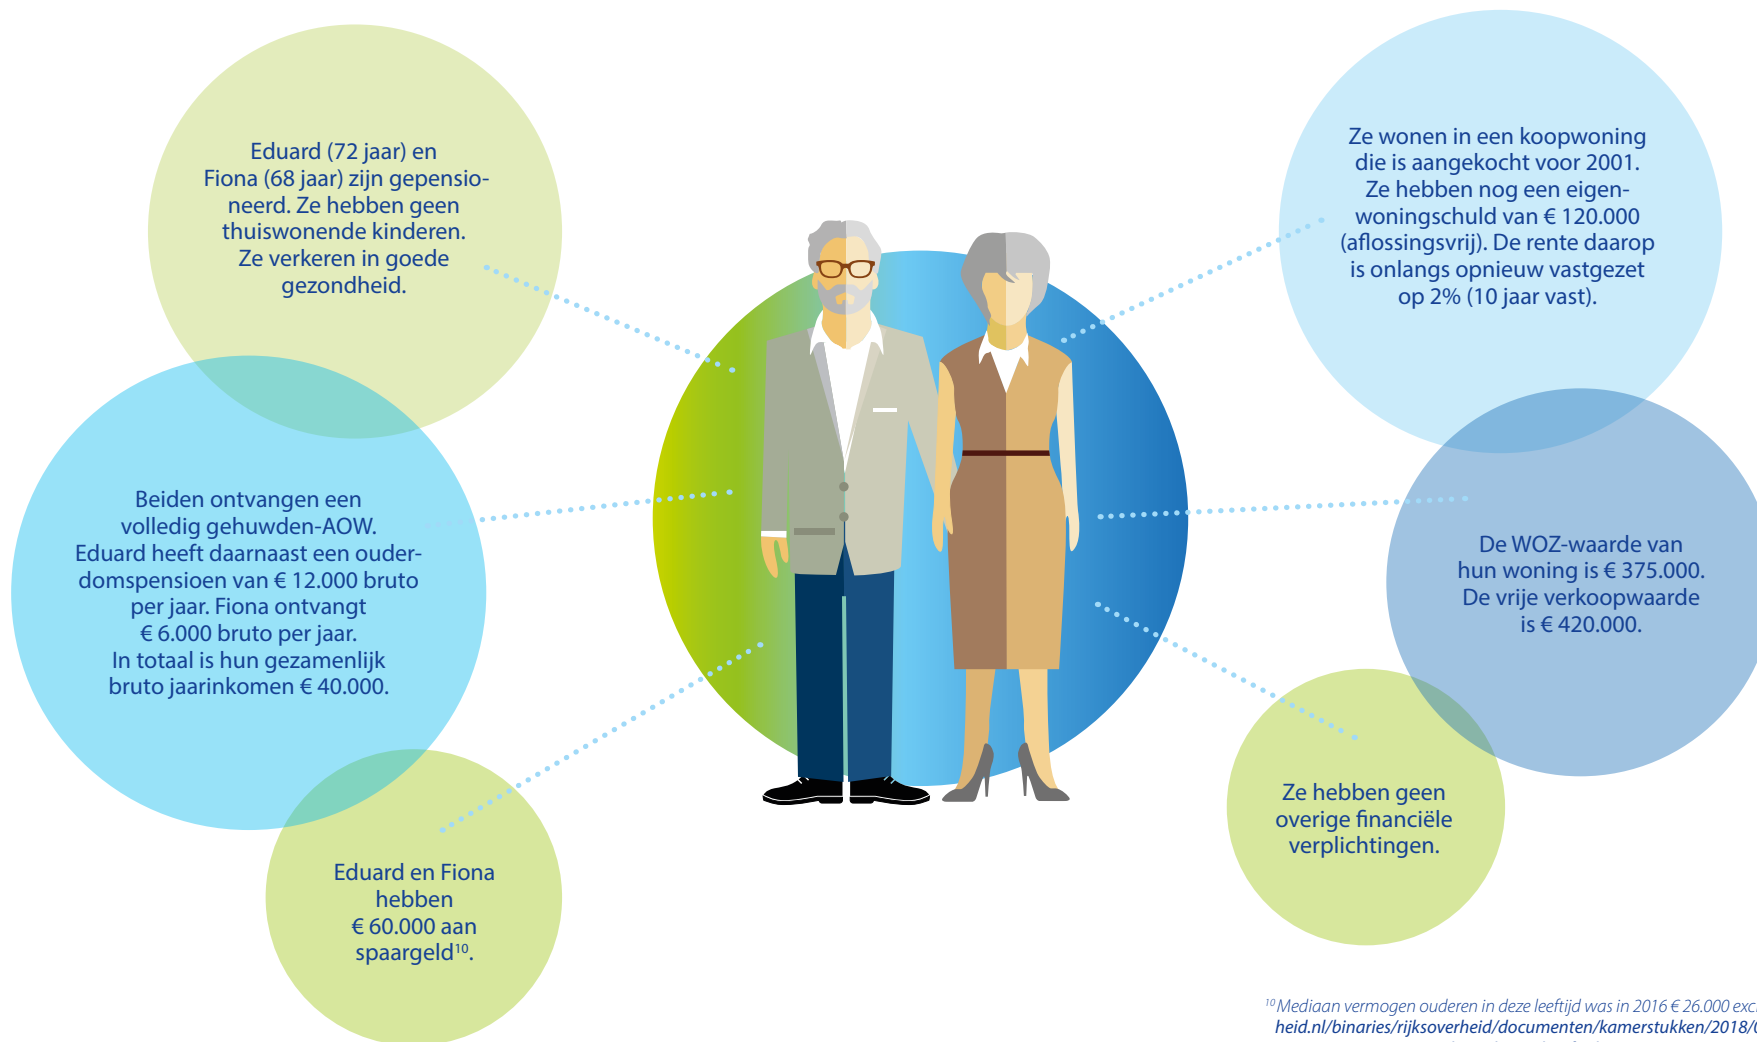 Eduard (72 jaar) en
Fiona (68 jaar) zijn gepensio-
neerd. Ze hebben geen
thuiswonende kinderen.
Ze verkeren in goede
gezondheid.
Beiden ontvangen een
volledig gehuwden-AOW.
Eduard heeft daarnaast een ouder-
domspensioen van € 12.000 bruto
per jaar. Fiona ontvangt
€ 6.000 bruto per jaar.
In totaal is hun gezamenlijk
bruto jaarinkomen € 40.000.
Eduard en Fiona
hebben
€ 60.000 aan
spaargeld¹⁰.
Ze wonen in een koopwoning
die is aangekocht voor 2001.
Ze hebben nog een eigen-
woningschuld van € 120.000
(aflossingsvrij). De rente daarop
is onlangs opnieuw vastgezet
op 2% (10 jaar vast).
De WOZ-waarde van
hun woning is € 375.000.
De vrije verkoopwaarde
is € 420.000.
Ze hebben geen
overige financiële
verplichtingen.
¹⁰ Mediaan vermogen ouderen in deze leeftijd was in 2016 € 26.000 exc
heid.nl/binaries/rijksoverheid/documenten/kamerstukken/2018/0